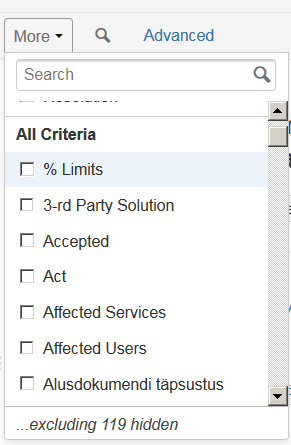 More Advanced
Search
Resolution
All Criteria
% Limits
3-rd Party Solution
Accepted
Act
Affected Services
Affected Users
Alusdokumendi täpsustus
...excluding 119 hidden